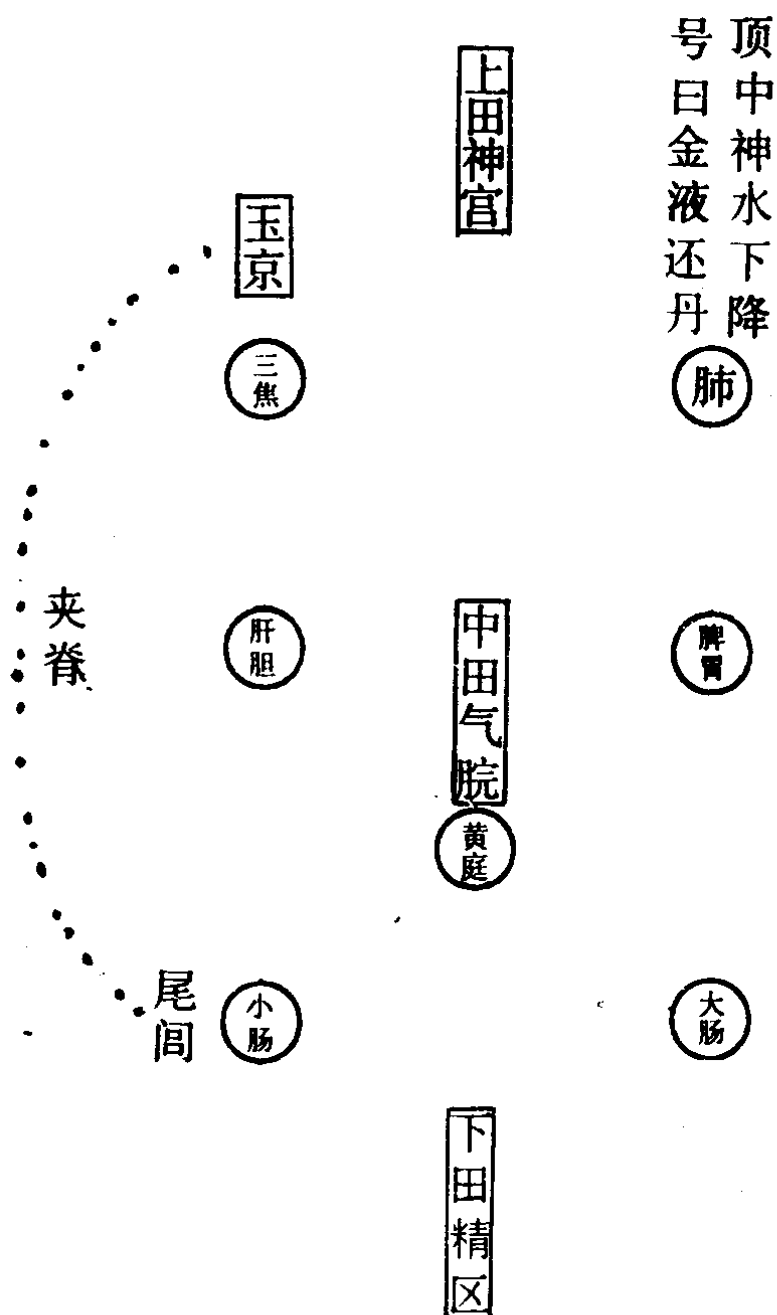 顶中神水下降
号曰金液还丹
上田神宫
玉京
三焦
肺
夹脊
肝胆
中田气脘
脾胃
黄庭
尾闾
小肠
大肠
下田精区